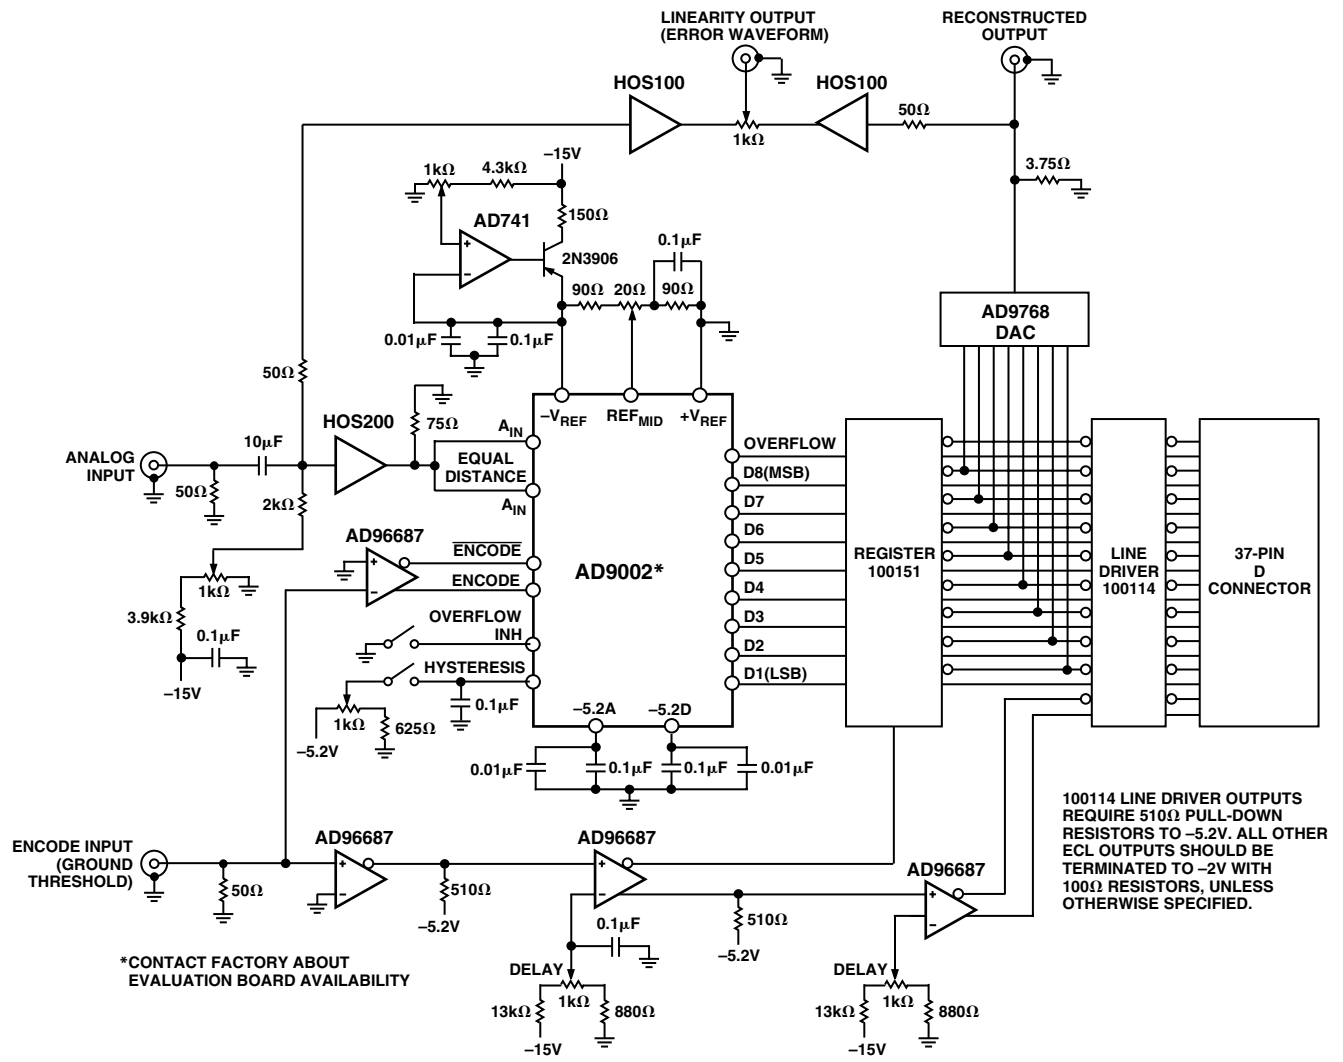 LINEARITY OUTPUT
(ERROR WAVEFORM)
RECONSTRUCTED
OUTPUT
HOS100
HOS100
50Ω
1kΩ
3.75Ω
–15V
1kΩ
4.3kΩ
150Ω
AD741
+
–
2N3906
0.1μF
90Ω
20Ω
90Ω
0.01μF
0.1μF
AD9768
DAC
50Ω
HOS200
75Ω
10μF
ANALOG
INPUT
50Ω
2kΩ
AIN
EQUAL
DISTANCE
AIN
–VREF
REFMID
+VREF
AD9002*
OVERFLOW
D8(MSB)
D7
D6
D5
D4
D3
D2
D1(LSB)
REGISTER
100151
LINE
DRIVER
100114
37-PIN
D
CONNECTOR
AD96687
+
–
ENCODE
ENCODE
1kΩ
3.9kΩ
0.1μF
–15V
OVERFLOW
INH
HYSTERESIS
0.1μF
1kΩ
625Ω
–5.2V
–5.2A
–5.2D
0.01μF
0.1μF
0.1μF
0.01μF
ENCODE INPUT
(GROUND
THRESHOLD)
50Ω
AD96687
+
–
510Ω
–5.2V
AD96687
+
–
0.1μF
510Ω
–5.2V
AD96687
+
–
DELAY
1kΩ
13kΩ
880Ω
–15V
DELAY
1kΩ
13kΩ
880Ω
–15V
100114 LINE DRIVER OUTPUTS
REQUIRE 510Ω PULL-DOWN
RESISTORS TO –5.2V. ALL OTHER
ECL OUTPUTS SHOULD BE
TERMINATED TO –2V WITH
100Ω RESISTORS, UNLESS
OTHERWISE SPECIFIED.
*CONTACT FACTORY ABOUT
EVALUATION BOARD AVAILABILITY